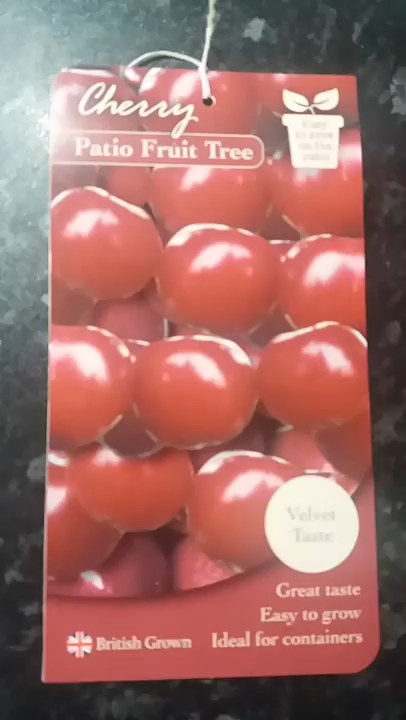 Cherry
Patio Fruit Tree
Easy
to grow
on the
patio
Velvet
Taste
Great taste
Easy to grow
British Grown
Ideal for containers